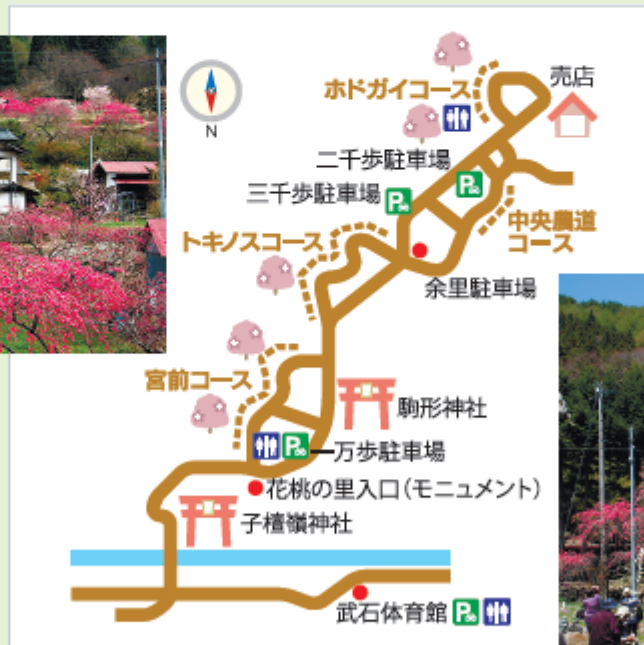 N
ホドガイコース
売店
二千歩駐車場
三千歩駐車場
P
P
トキノスコース
中央農道
コース
余里駐車場
宮前コース
駒形神社
P
万歩駐車場
花桃の里入口(モニュメント)
子檀嶺神社
武石体育館
P